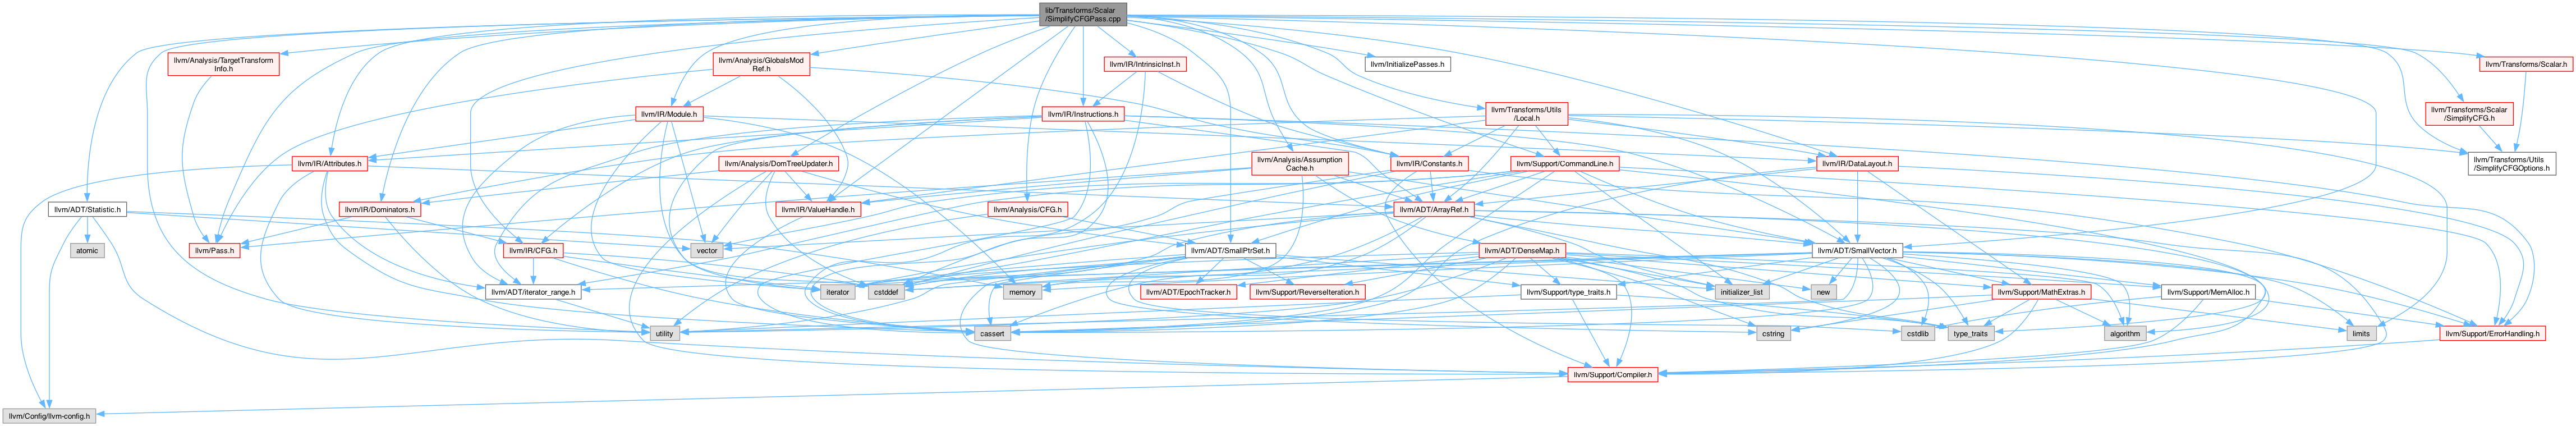 lib/Transforms/Scalar
/SimplifyCFGPass.cpp
llvm/Analysis/TargetTransform
Info.h
llvm/Analysis/GlobalsMod
Ref.h
llvm/IR/IntrinsicInst.h
llvm/InitializePasses.h
llvm/Transforms/Scalar.h
llvm/IR/Module.h
llvm/IR/Instructions.h
llvm/Transforms/Utils
/Local.h
llvm/Transforms/Scalar
/SimplifyCFG.h
llvm/IR/Attributes.h
llvm/Analysis/DomTreeUpdater.h
llvm/Analysis/Assumption
Cache.h
llvm/IR/Constants.h
llvm/Support/CommandLine.h
llvm/IR/DataLayout.h
llvm/Transforms/Utils
/SimplifyCFGOptions.h
llvm/ADT/Statistic.h
llvm/IR/Dominators.h
llvm/IR/ValueHandle.h
llvm/Analysis/CFG.h
llvm/ADT/ArrayRef.h
atomic
llvm/Pass.h
llvm/IR/CFG.h
vector
llvm/ADT/SmallPtrSet.h
llvm/ADT/DenseMap.h
llvm/ADT/SmallVector.h
llvm/ADT/iterator_range.h
iterator
cstddef
memory
llvm/ADT/EpochTracker.h
llvm/Support/ReverseIteration.h
llvm/Support/type_traits.h
initializer_list
new
llvm/Support/MathExtras.h
llvm/Support/MemAlloc.h
utility
cassert
cstring
cstdlib
type_traits
algorithm
limits
llvm/Support/ErrorHandling.h
llvm/Support/Compiler.h
llvm/Config/llvm-config.h